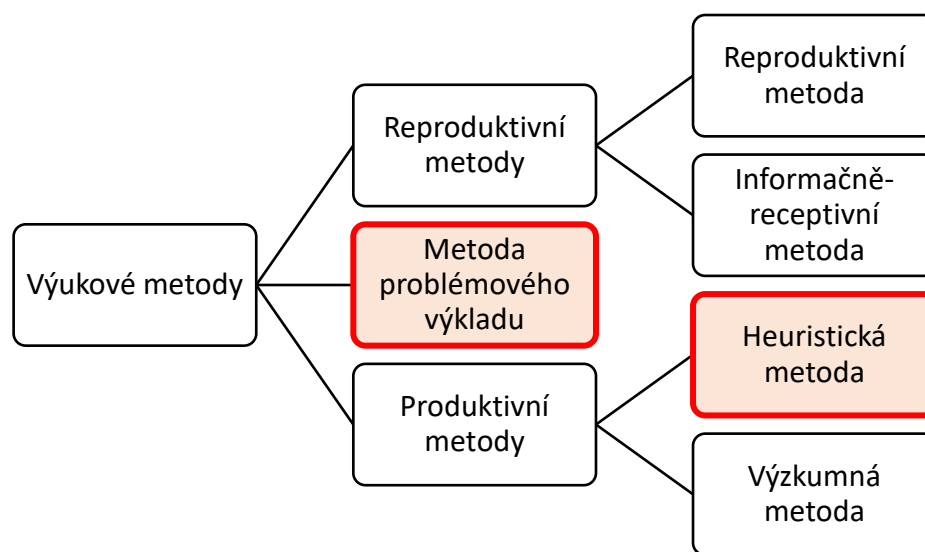 Výukové metody
Reproduktivní
metody
Metoda
problémového
výkladu
Produktivní
metody
Reproduktivní
metoda
Informačně-
receptivní
metoda
Heuristická
metoda
Výzkumná
metoda